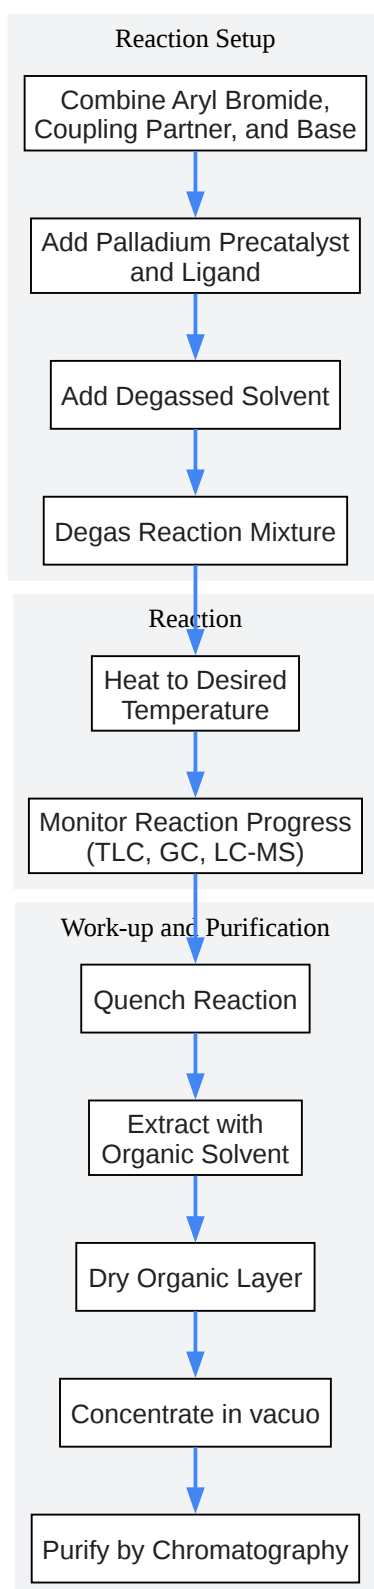 Reaction Setup
Combine Aryl Bromide,
Coupling Partner, and Base
Add Palladium Precatalyst
and Ligand
Add Degassed Solvent
Degas Reaction Mixture
Reaction
Heat to Desired
Temperature
Monitor Reaction Progress
(TLC, GC, LC-MS)
Work-up and Purification
Quench Reaction
Extract with
Organic Solvent
Dry Organic Layer
Concentrate in vacuo
Purify by Chromatography